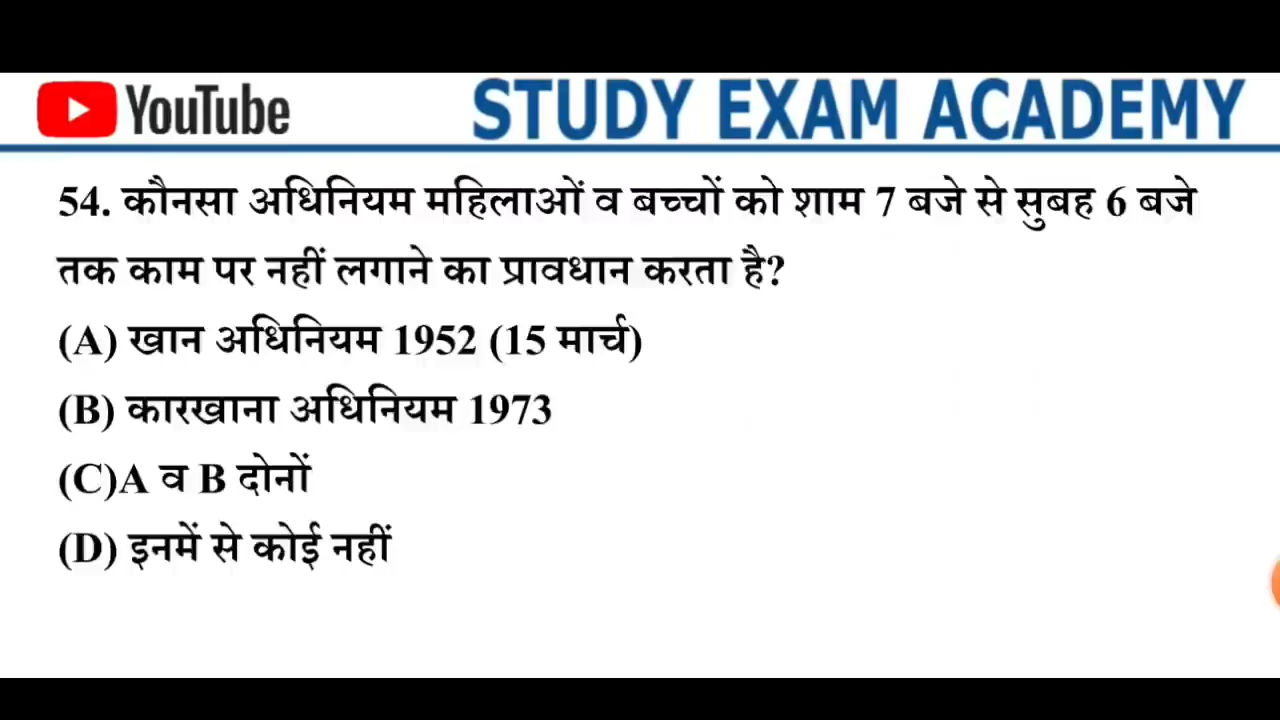 YouTube STUDY EXAM ACADEMY
54. कौनसा अधिनियम महिलाओं व बच्चों को शाम 7 बजे से सुबह 6 बजे
तक काम पर नहीं लगाने का प्रावधान करता है?
(A) खान अधिनियम 1952 (15 मार्च)
(B) कारखाना अधिनियम 1973
(C)A व B दोनों
(D) इनमें से कोई नहीं